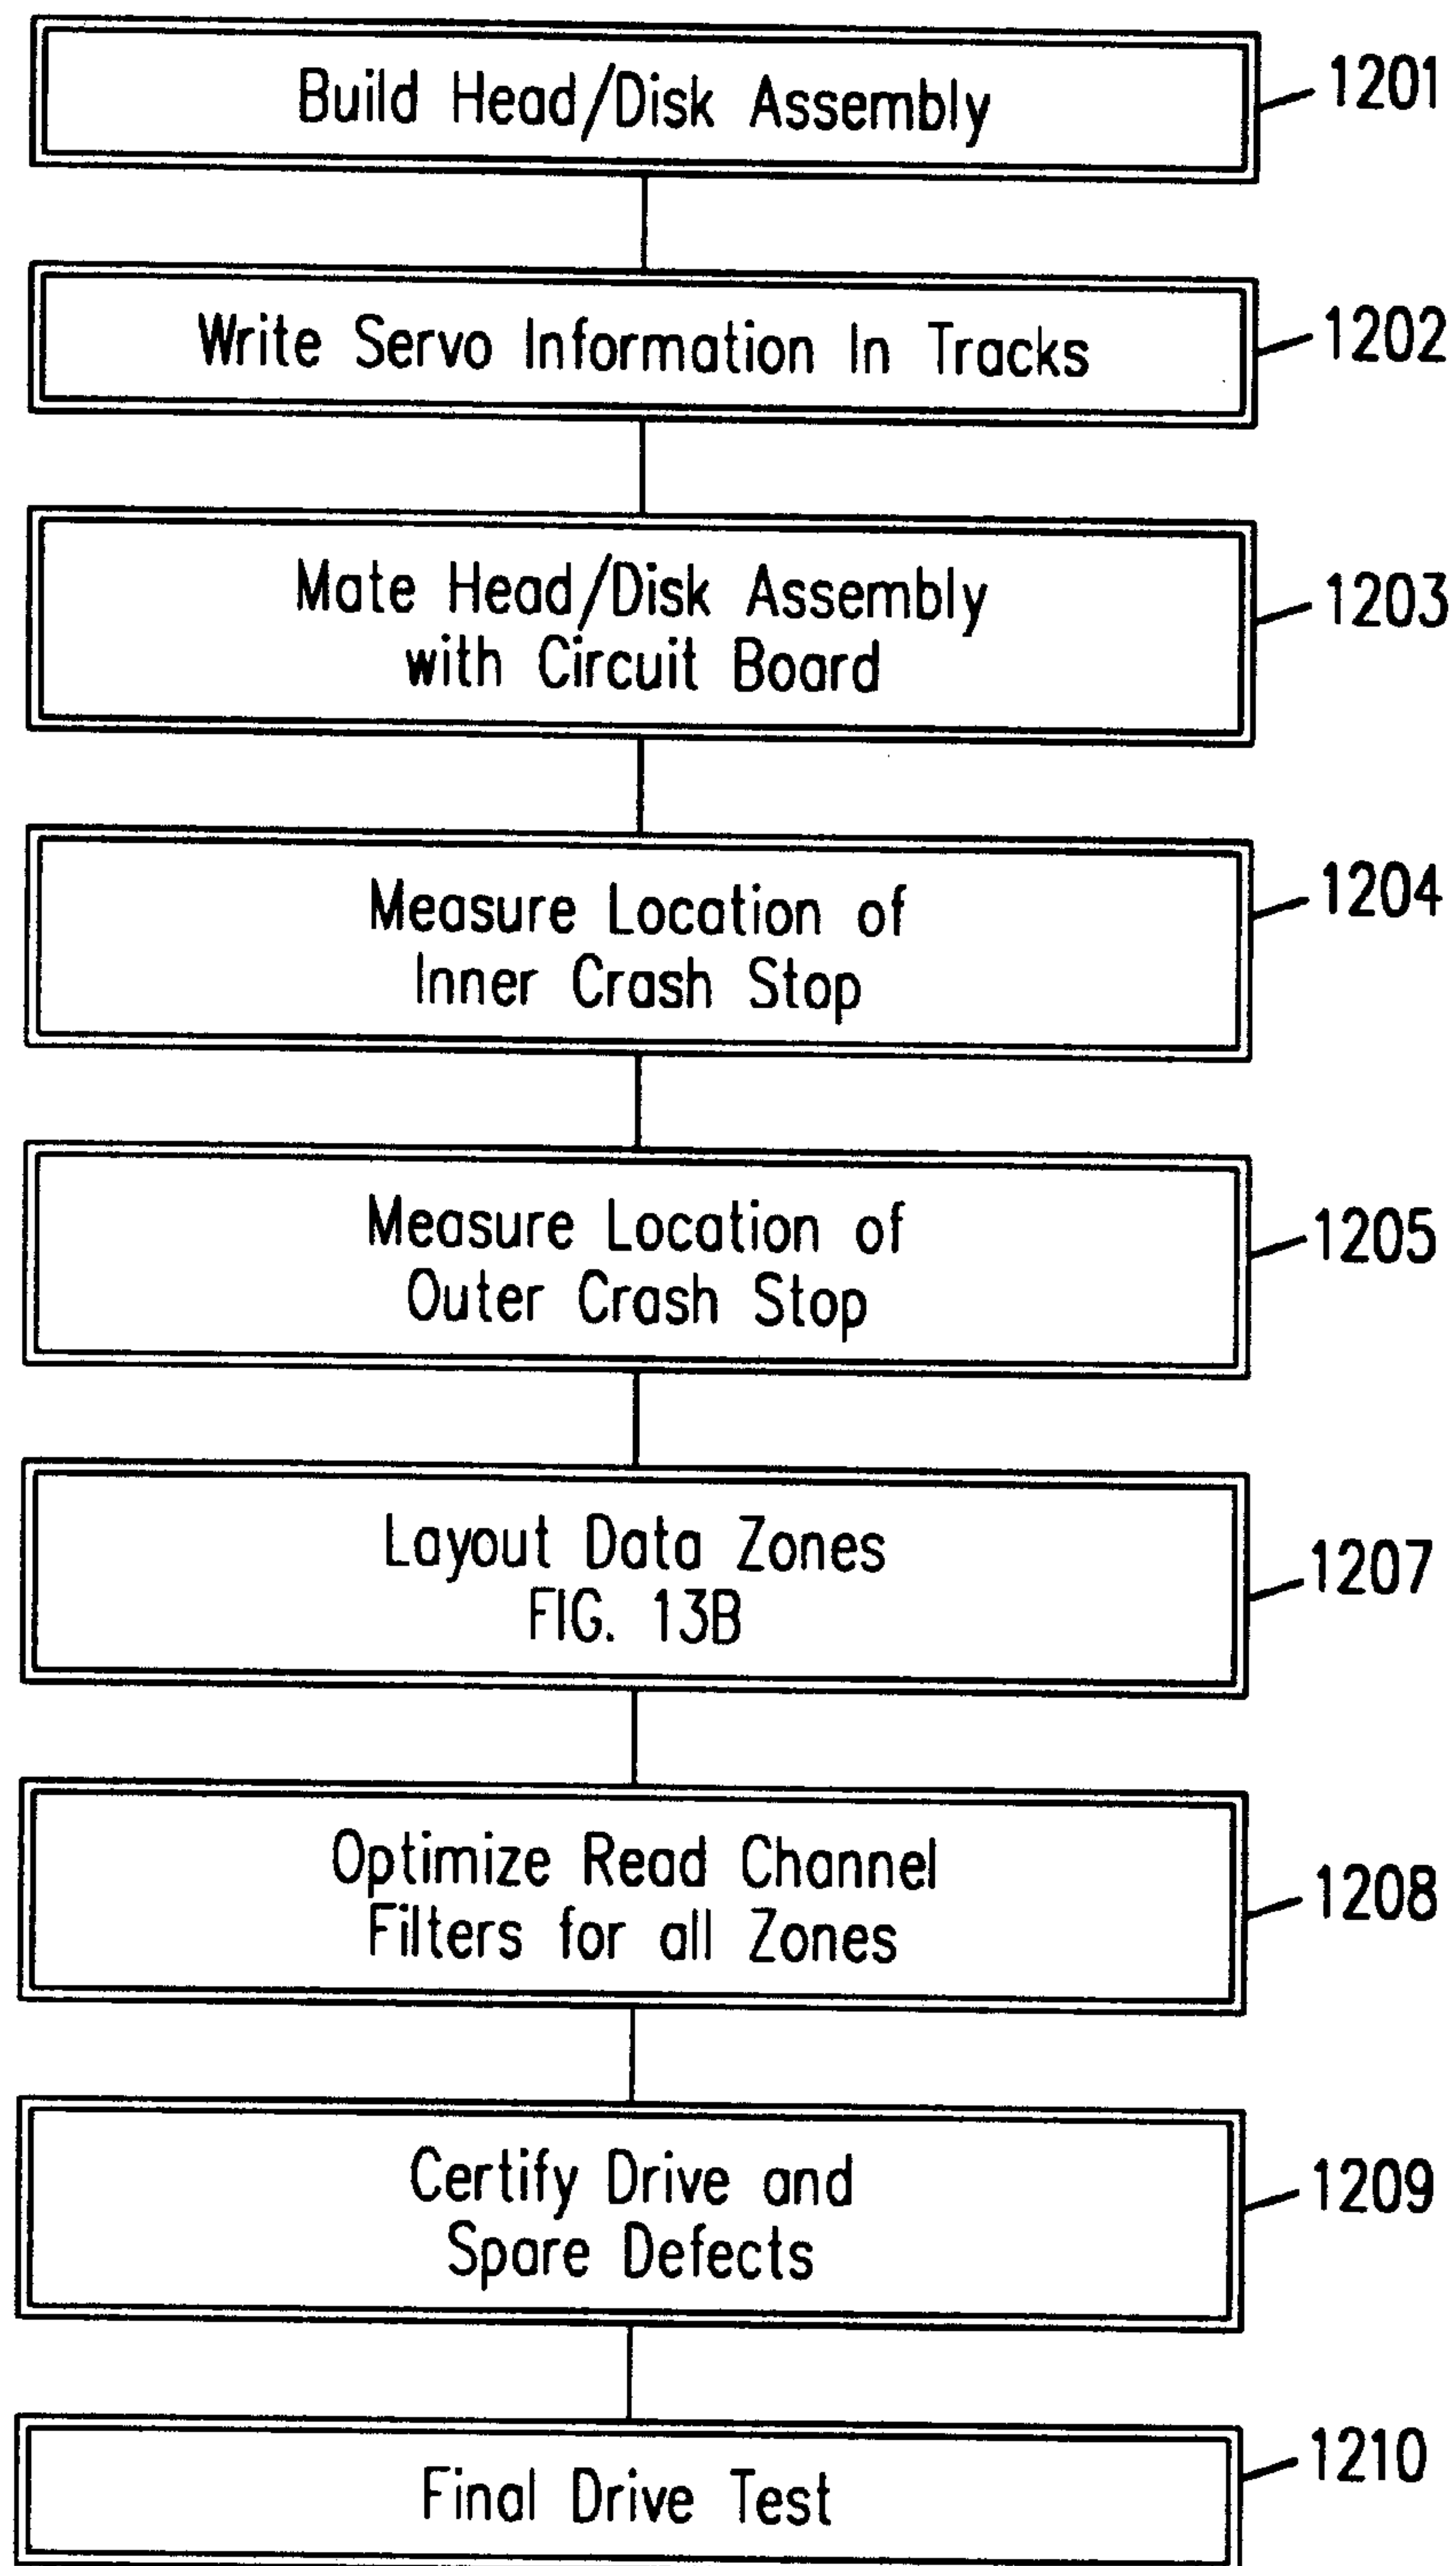 Build Head/Disk Assembly
1201
Write Servo Information In Tracks
1202
Mate Head/Disk Assembly
with Circuit Board
1203
Measure Location of
Inner Crash Stop
1204
Measure Location of
Outer Crash Stop
1205
Layout Data Zones
FIG. 13B
1207
Optimize Read Channel
Filters for all Zones
1208
Certify Drive and
Spare Defects
1209
Final Drive Test
1210